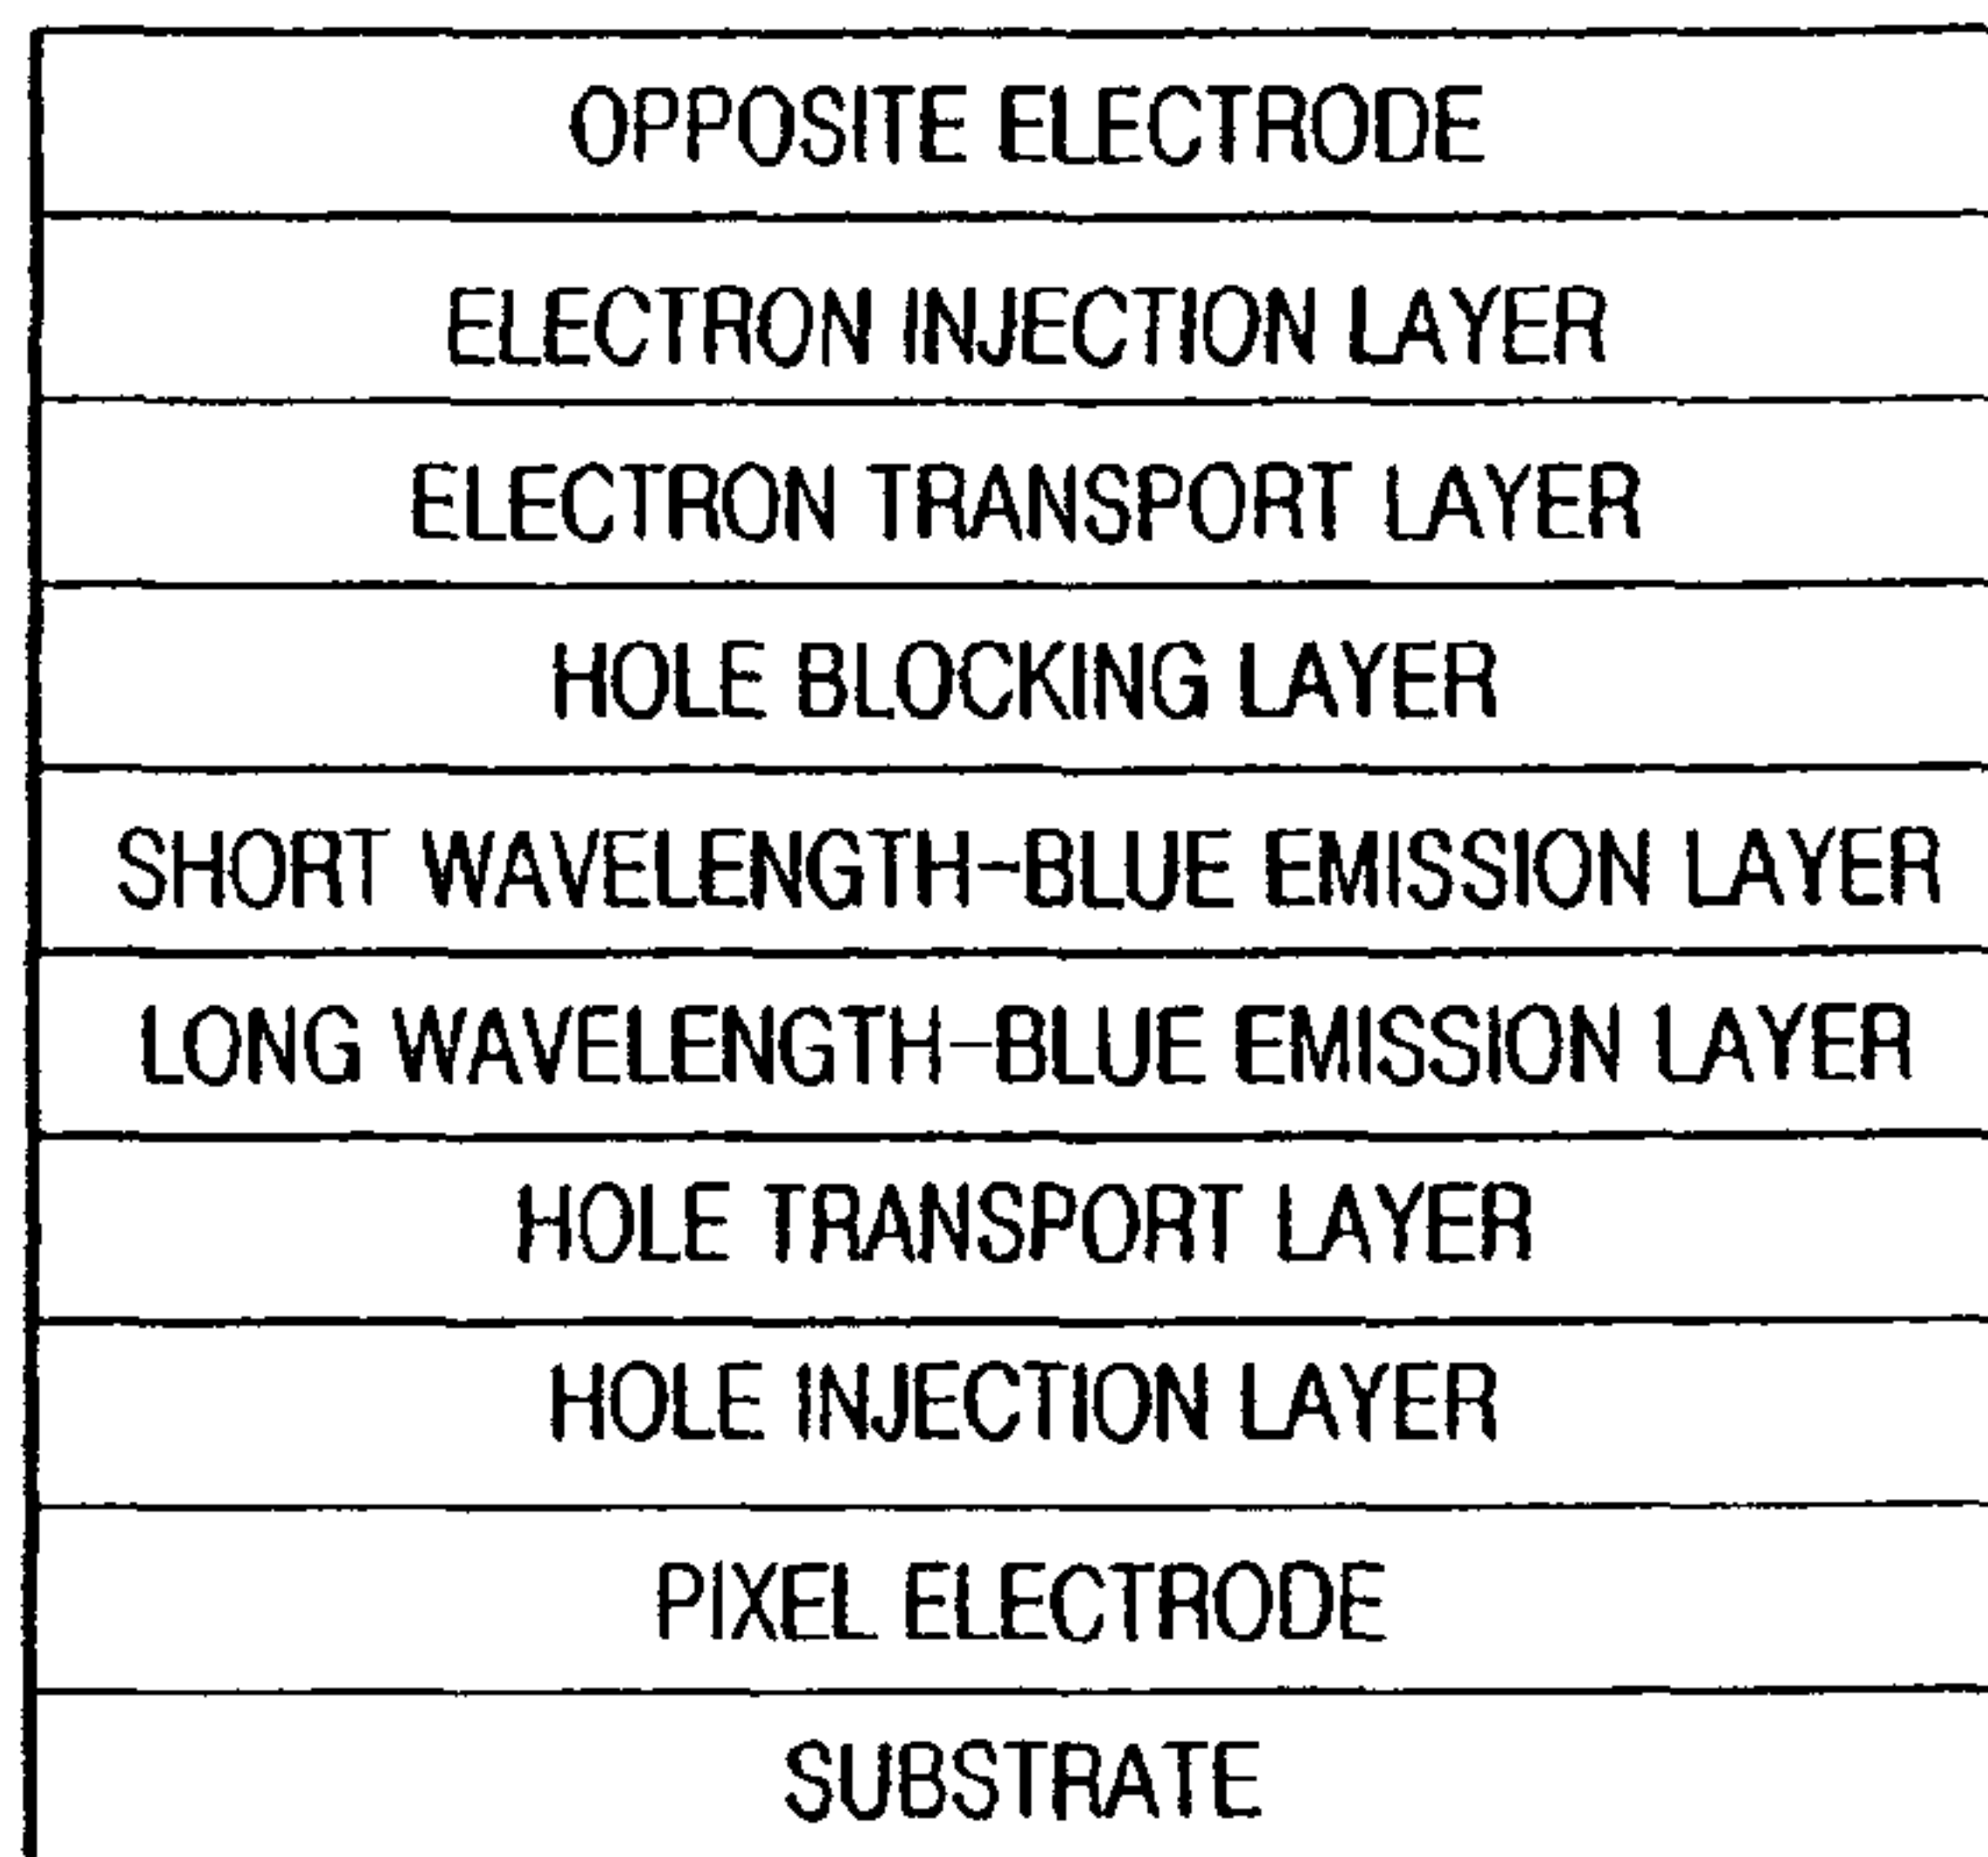 OPPOSITE ELECTRODE
ELECTRON INJECTION LAYER
ELECTRON TRANSPORT LAYER
HOLE BLOCKING LAYER
SHORT WAVELENGTH-BLUE EMISSION LAYER
LONG WAVELENGTH-BLUE EMISSION LAYER
HOLE TRANSPORT LAYER
HOLE INJECTION LAYER
PIXEL ELECTRODE
SUBSTRATE